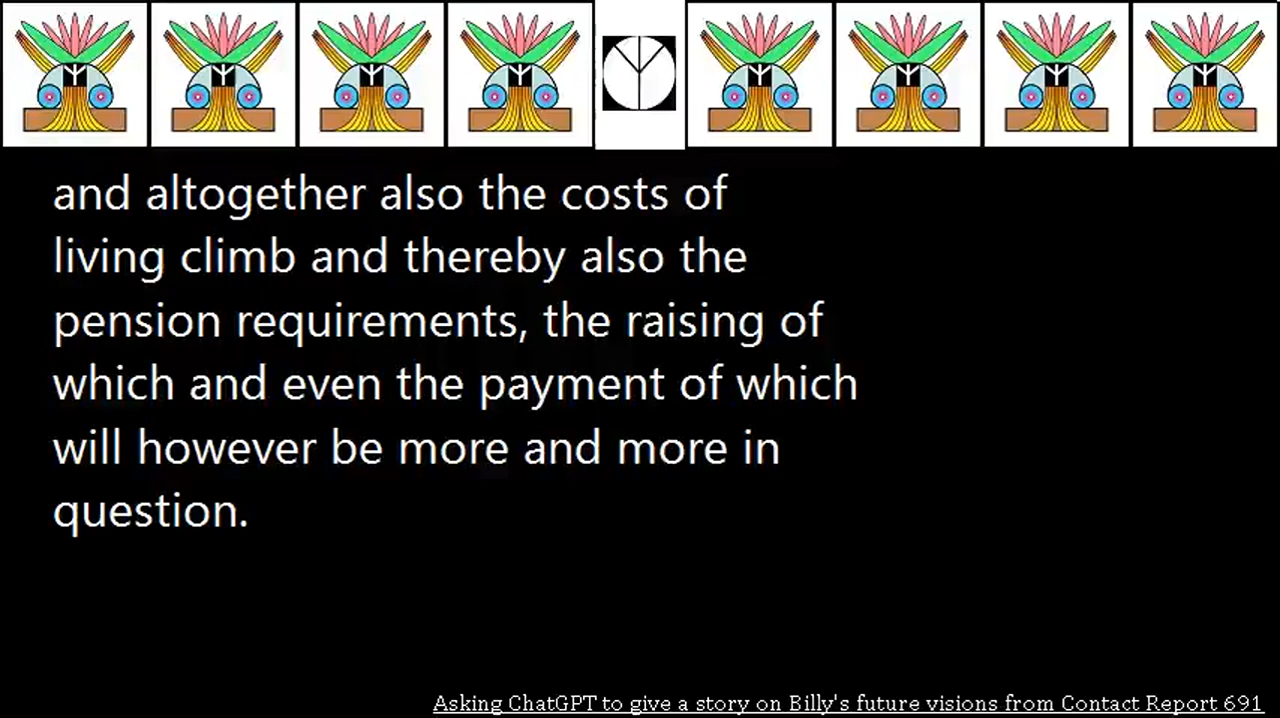 and altogether also the costs of
living climb and thereby also the
pension requirements, the raising of
which and even the payment of which
will however be more and more in
question.
Asking ChatGPT to give a story on Billy's future visions from Contact Report 691